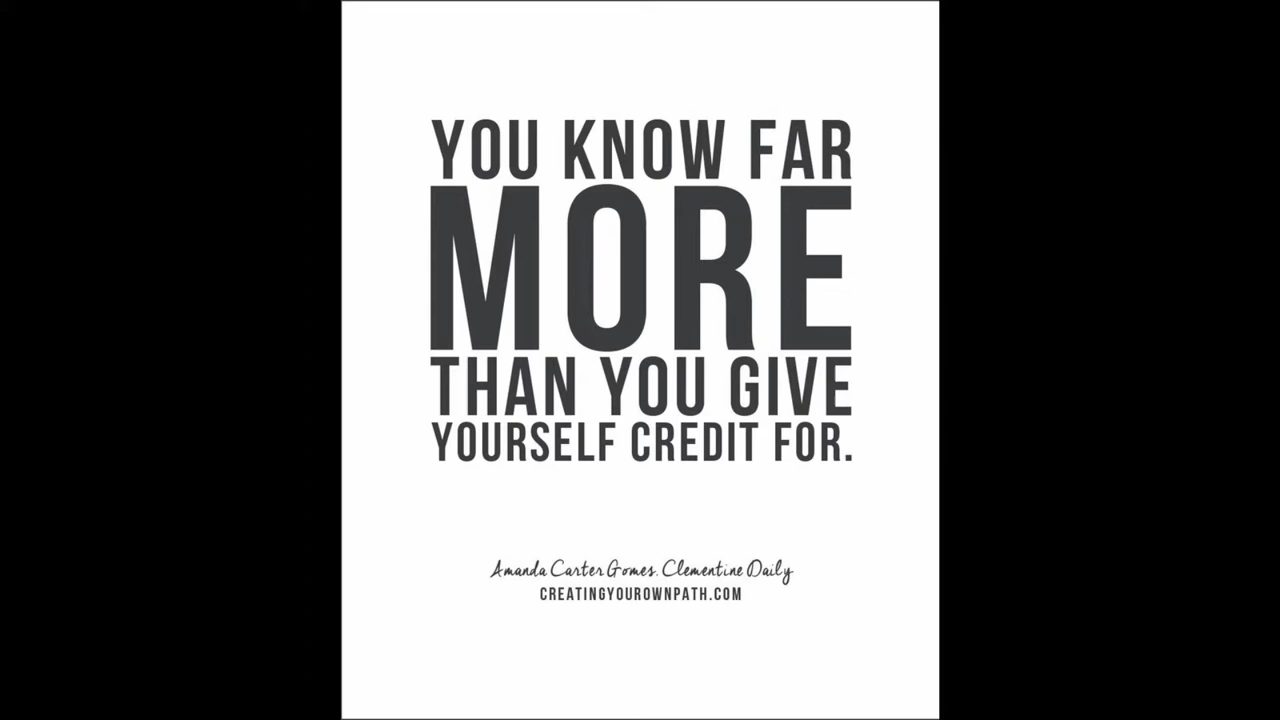 YOU KNOW FAR
MORE
THAN YOU GIVE
YOURSELF CREDIT FOR.
Amanda Carter Gomes. Clementine Daily
CREATINGYOUROWNPATH.COM